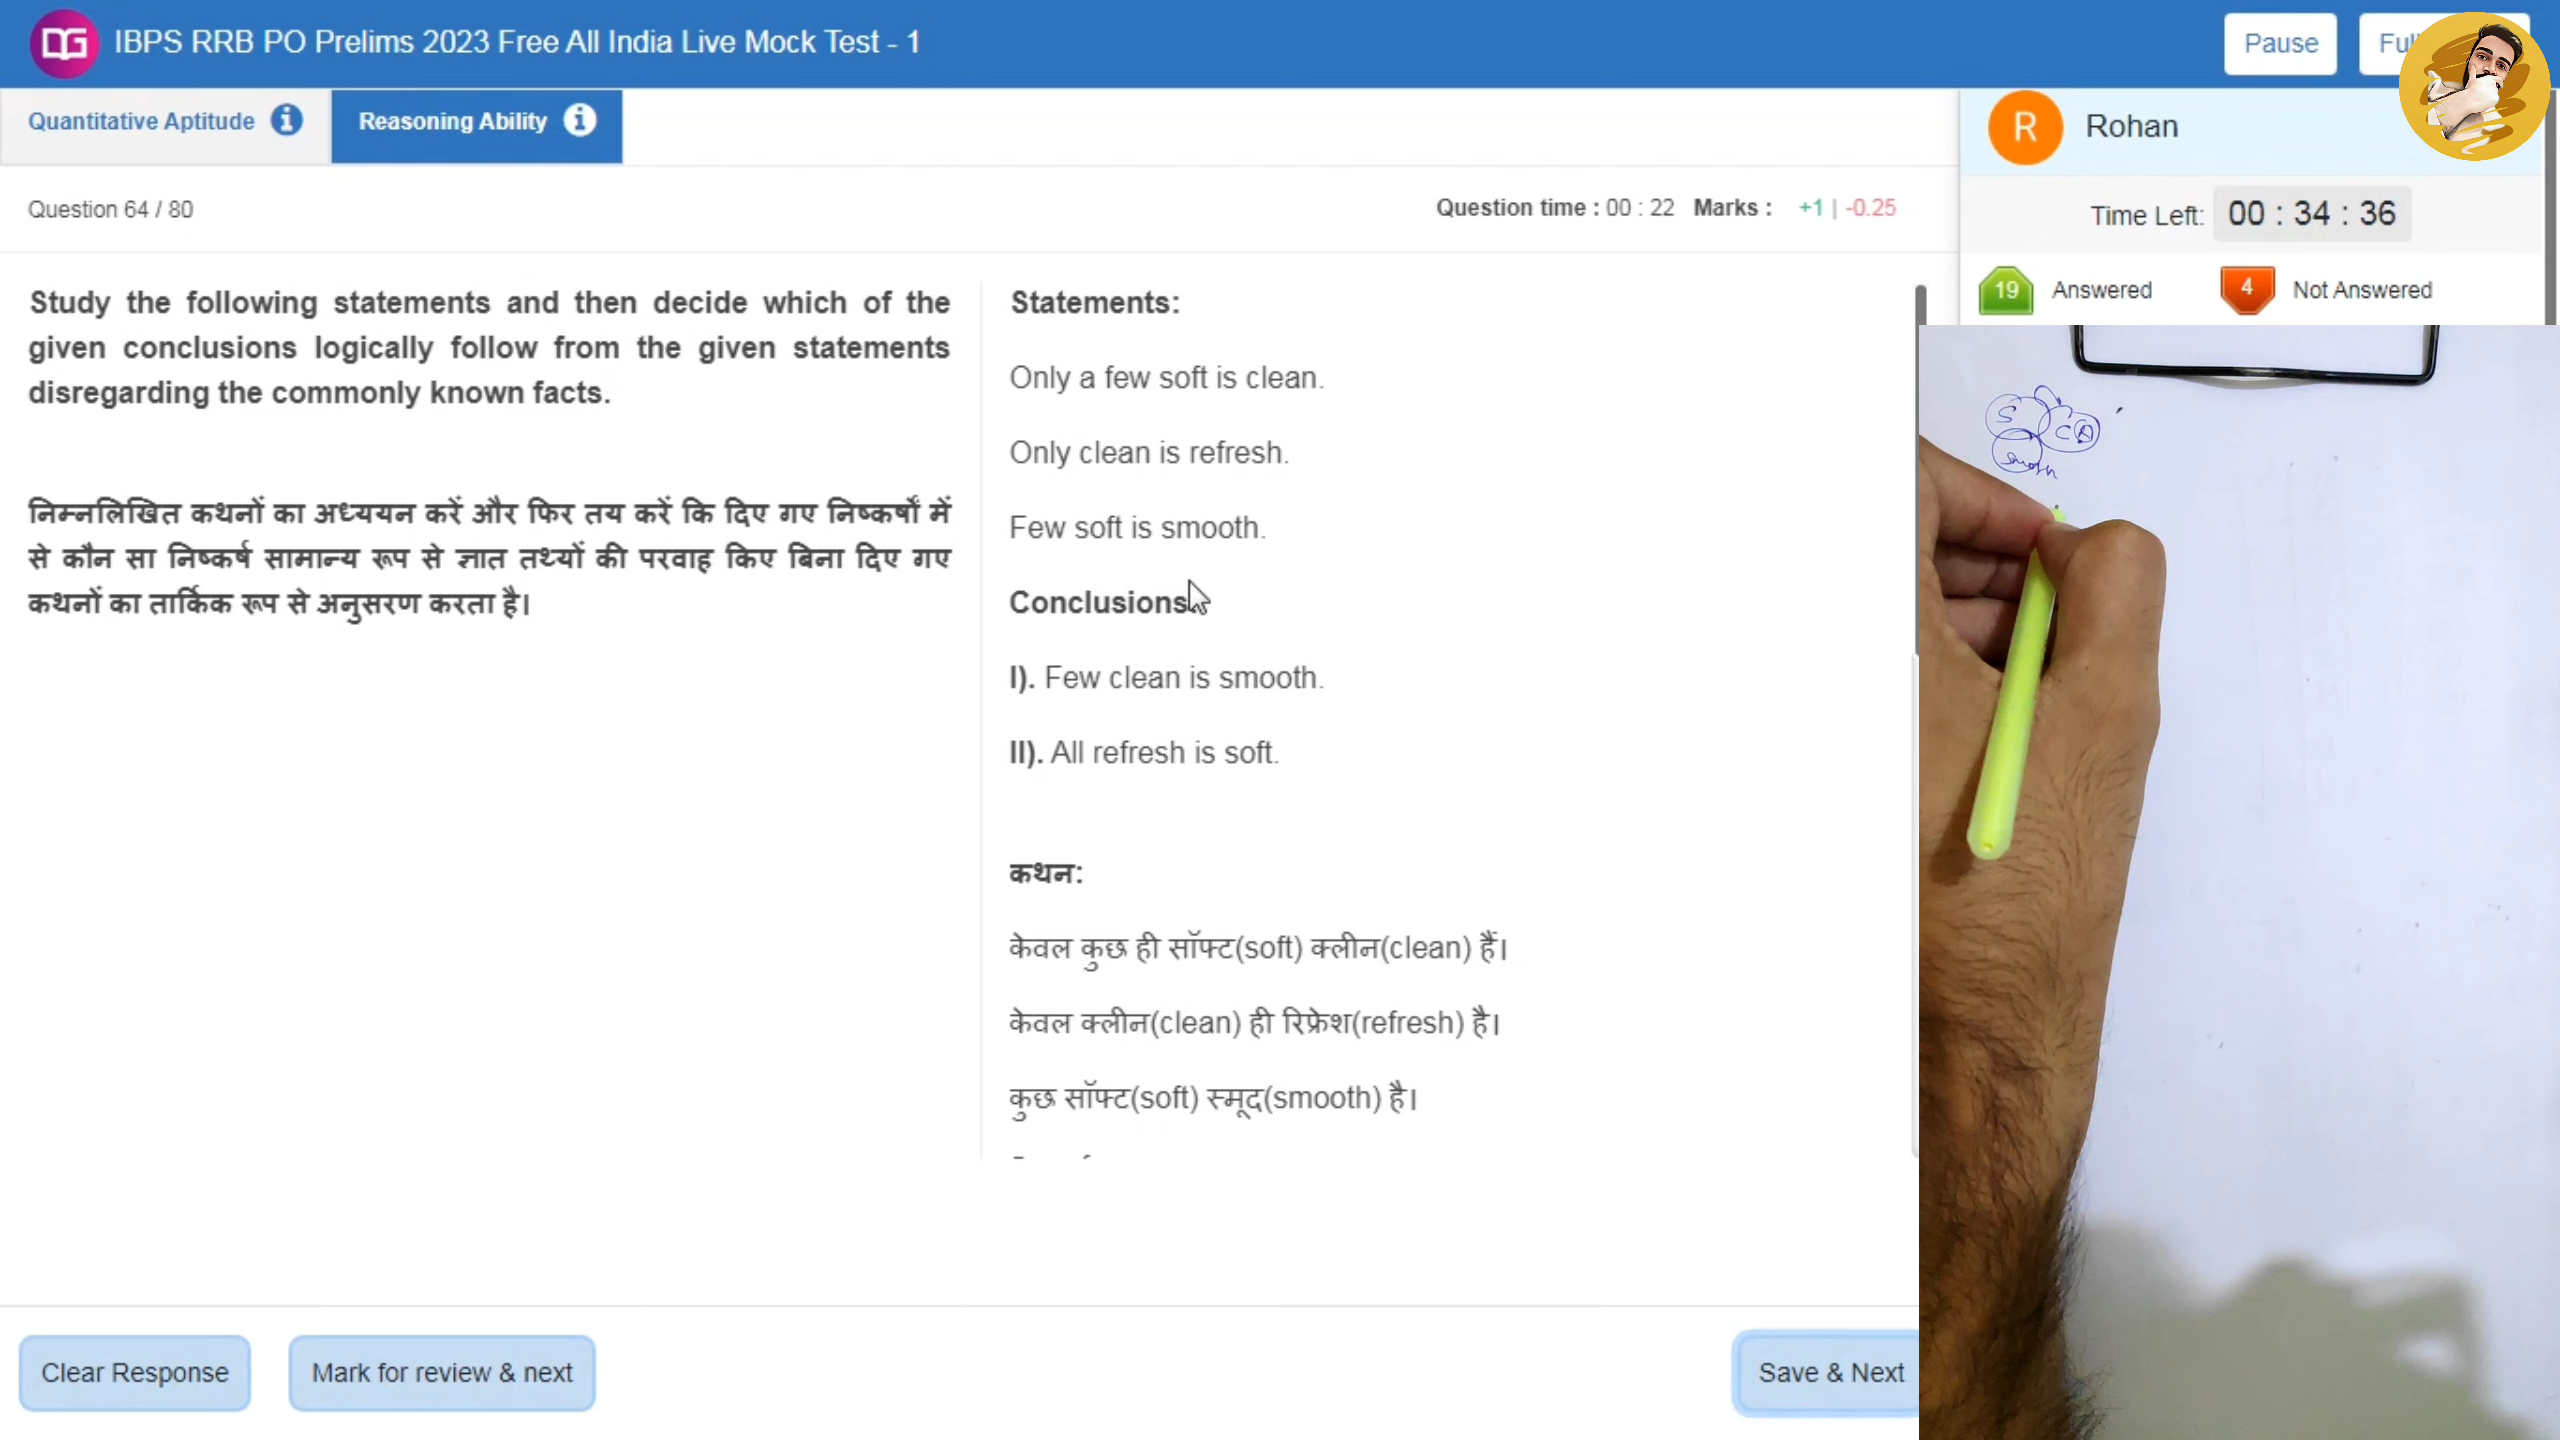 DG IBPS RRB PO Prelims 2023 Free All India Live Mock Test - 1
Pause
Quantitative Aptitude i
Reasoning Ability i
R Rohan
Question 64 / 80
Question time : 00 : 22 Marks : +1 | -0.25
Time Left: 00 : 34 : 36
19 Answered
4 Not Answered
Study the following statements and then decide which of the
given conclusions logically follow from the given statements
disregarding the commonly known facts.
निम्नलिखित कथनों का अध्ययन करें और फिर तय करें कि दिए गए निष्कर्षों में
से कौन सा निष्कर्ष सामान्य रूप से ज्ञात तथ्यों की परवाह किए बिना दिए गए
कथनों का तार्किक रूप से अनुसरण करता है।
Statements:
Only a few soft is clean.
Only clean is refresh.
Few soft is smooth.
Conclusions
I). Few clean is smooth.
II). All refresh is soft.
कथन:
केवल कुछ ही सॉफ्ट(soft) क्लीन(clean) हैं।
केवल क्लीन(clean) ही रिफ्रेश(refresh) है।
कुछ सॉफ्ट(soft) स्मूद(smooth) है।
S
C
smooth
Clear Response
Mark for review & next
Save & Next